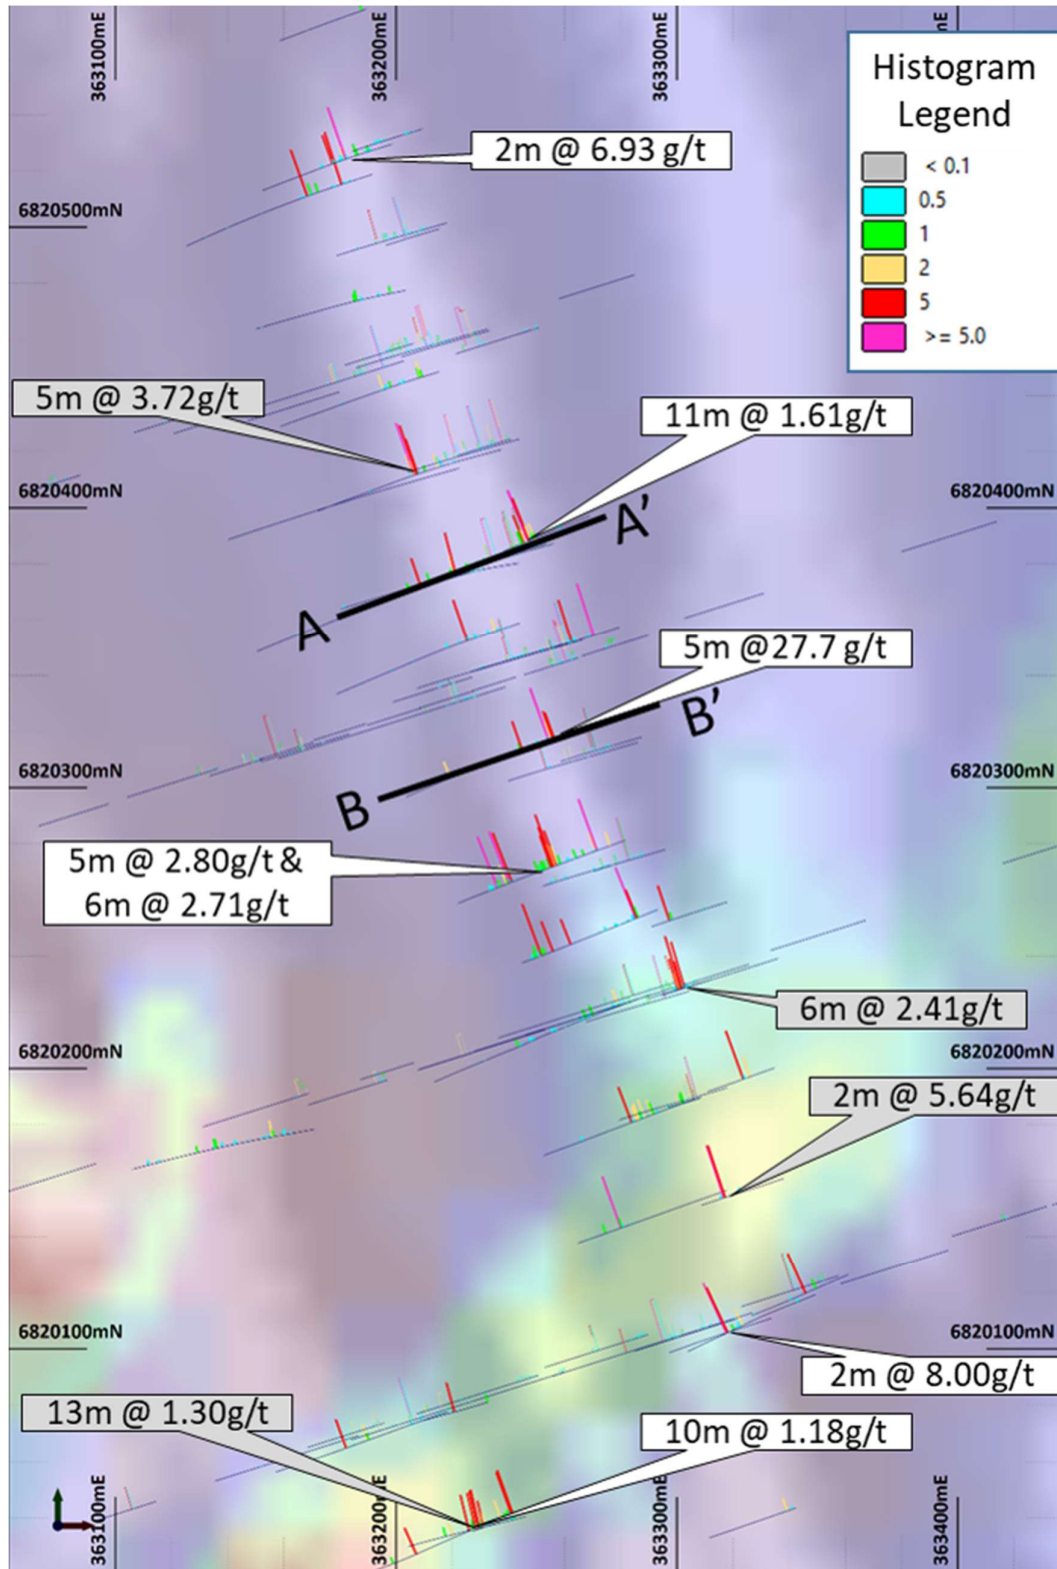 363100mE
363200mE
363300mE
Histogram
Legend
< 0.1
0.5
1
2
5
>= 5.0
2m @ 6.93 g/t
6820500mN
5m @ 3.72g/t
11m @ 1.61g/t
6820400mN
6820400mN
A
A’
5m @27.7 g/t
B
B’
6820300mN
6820300mN
5m @ 2.80g/t &
6m @ 2.71g/t
6m @ 2.41g/t
6820200mN
6820200mN
2m @ 5.64g/t
6820100mN
6820100mN
2m @ 8.00g/t
13m @ 1.30g/t
10m @ 1.18g/t
363100mE
363200mE
363300mE
363400mE